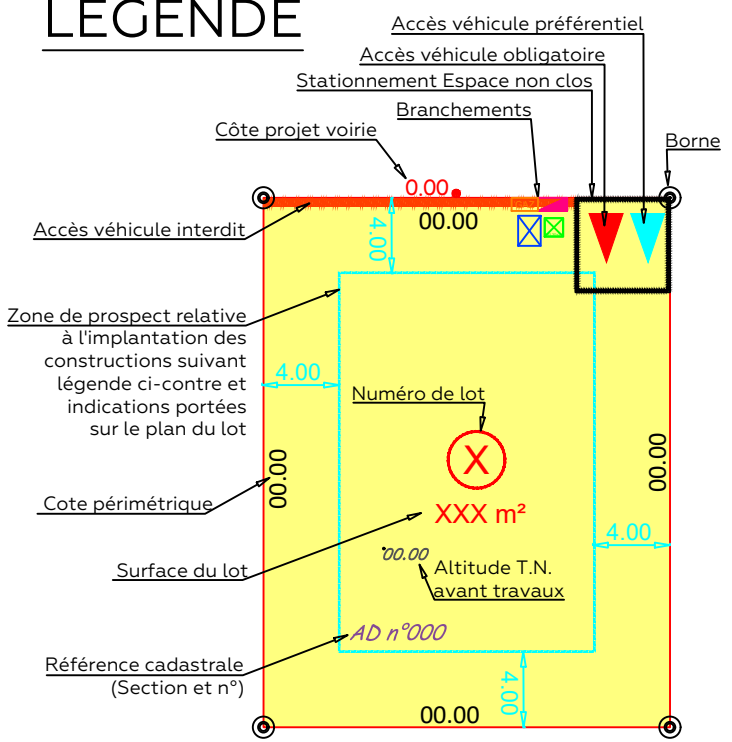 LEGENDE
Accès véhicule préférentiel
Accès véhicule obligatoire
Stationnement Espace non clos
Branchements
Côte projet voirie
Borne
0.00
Accès véhicule interdit
00.00
4.00
Zone de prospect relative
à l'implantation des
constructions suivant
légende ci-contre et
indications portées
sur le plan du lot
4.00
Numéro de lot
X
00.00
00.00
XXX m²
Cote périmétrique
4.00
00.00
Altitude T.N.
avant travaux
Surface du lot
AD n°000
Référence cadastrale
(Section et n°)
4.00
00.00